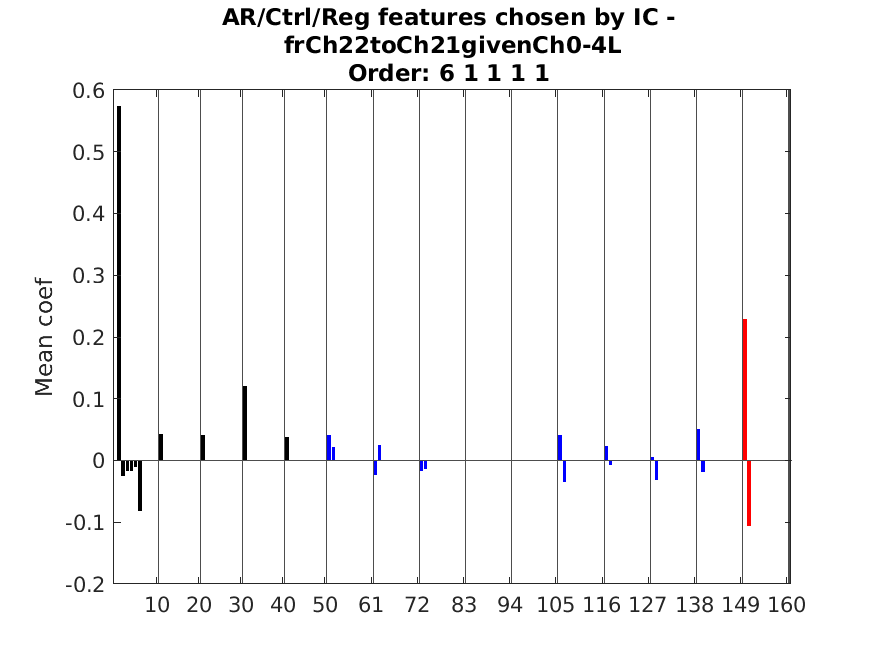 AR/Ctrl/Reg features chosen by IC -
frCh22toCh21givenCh0-4L
Order: 6 1 1 1 1
0.6
0.5
0.4
0.3
0.2
0.1
0
-0.1
-0.2
Mean coef
10 20 30 40 50 61 72 83 94 105 116 127 138 149 160